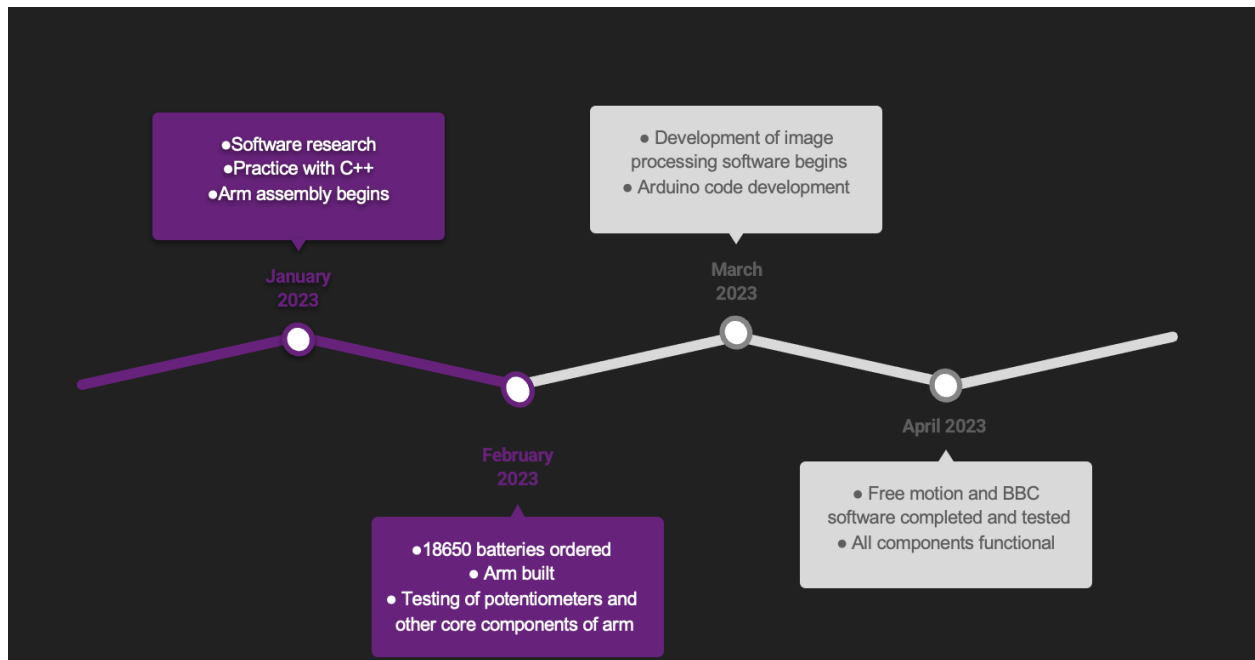 ●Software research
●Practice with C++
●Arm assembly begins
January
2023
February
2023
●18650 batteries ordered
● Arm built
● Testing of potentiometers and
other core components of arm
● Development of image
processing software begins
● Arduino code development
March
2023
April 2023
● Free motion and BBC
software completed and tested
● All components functional